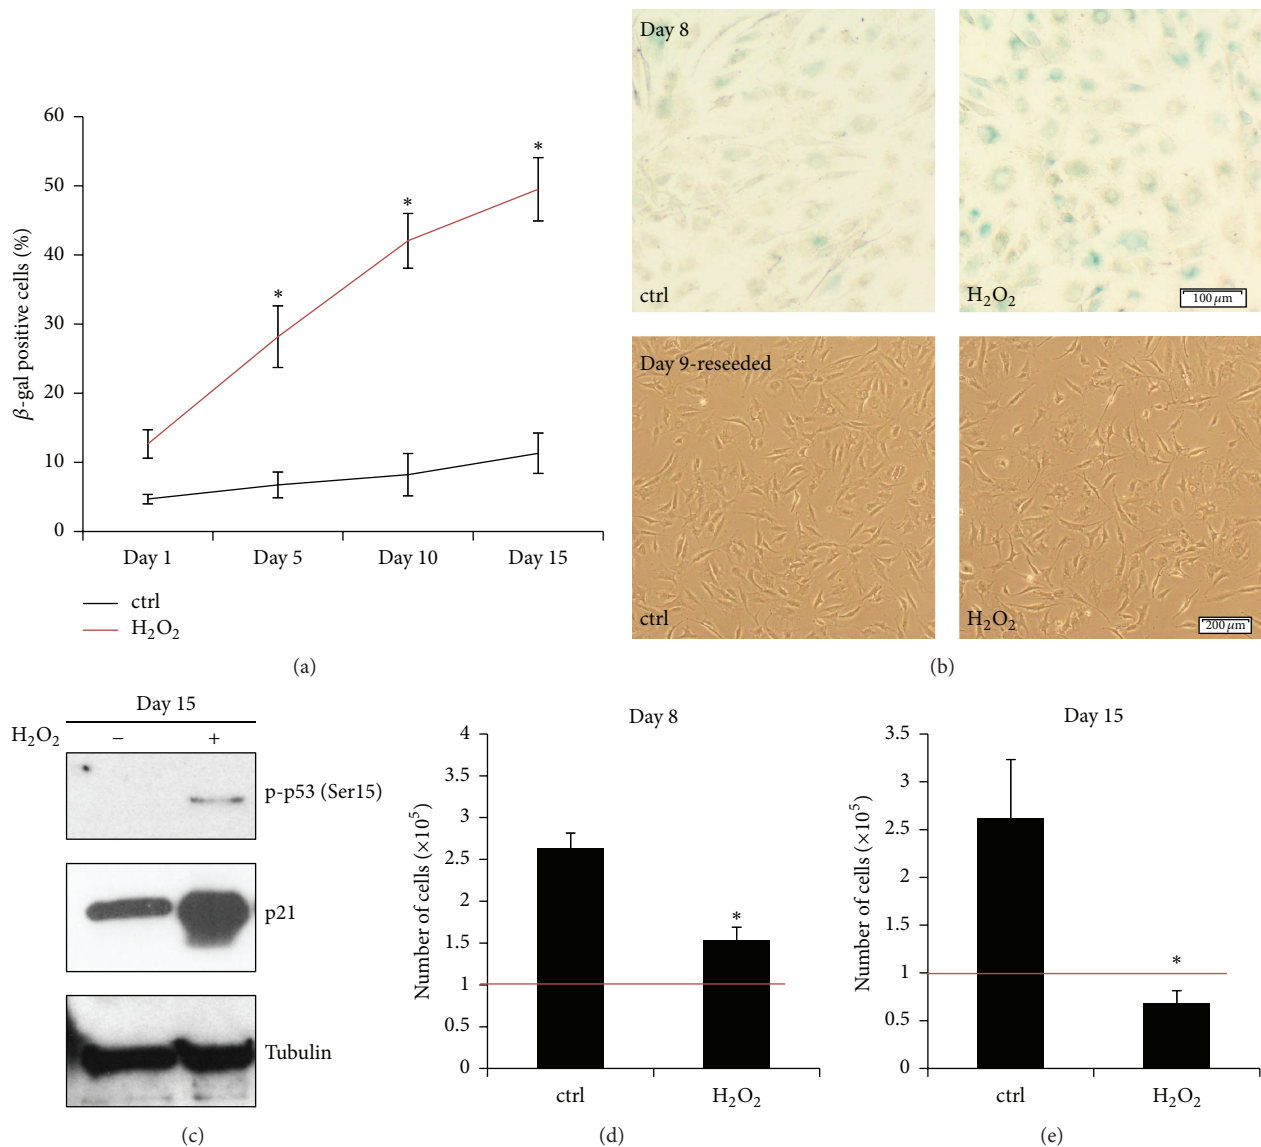 60
50
40
30
20
10
0
β-gal positive cells (%)
*
*
*
Day 1 Day 5 Day 10 Day 15
ctrl
H₂O₂
(a)
Day 8
ctrl
H₂O₂
100 μm
Day 9-reseeded
ctrl
H₂O₂
200 μm
(b)
Day 15
H₂O₂ − +
p-p53 (Ser15)
p21
Tubulin
(c)
Day 8
4
3.5
3
2.5
2
1.5
1
0.5
0
Number of cells (×10⁵)
*
ctrl H₂O₂
(d)
Day 15
3.5
3
2.5
2
1.5
1
0.5
0
Number of cells (×10⁵)
*
ctrl H₂O₂
(e)